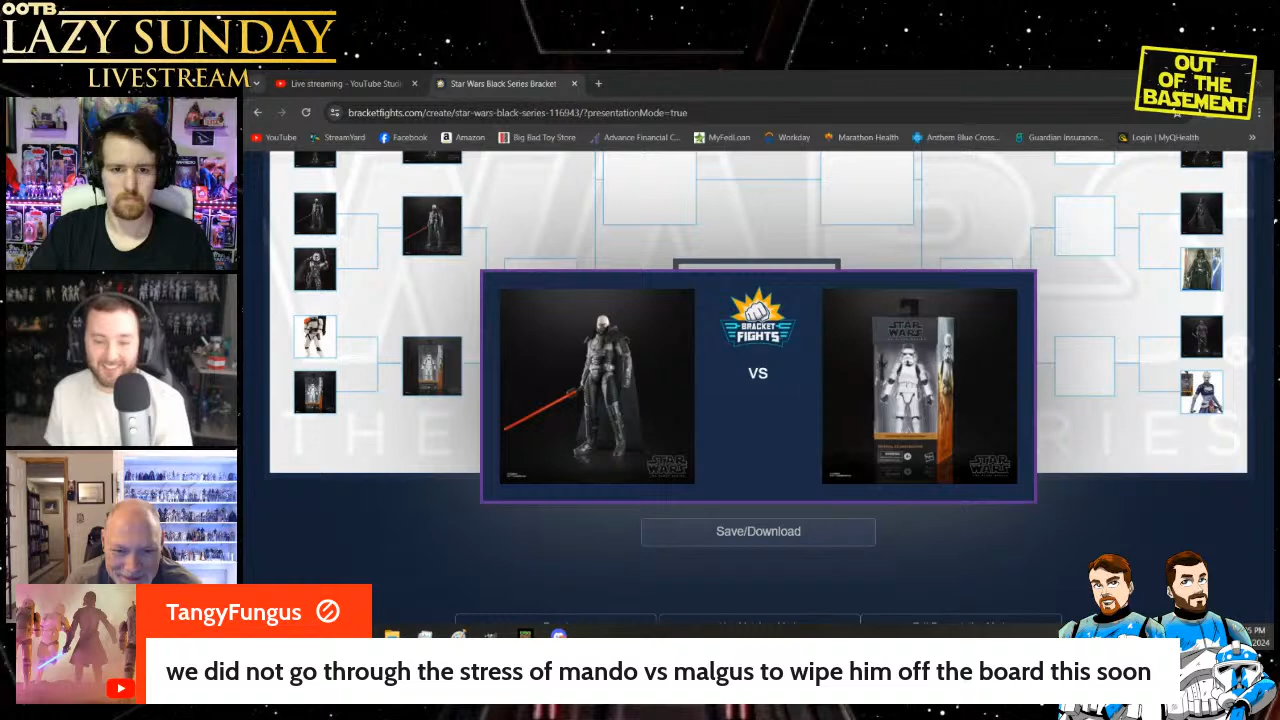 OOTB
LAZY SUNDAY
LIVESTREAM
OUT
OF THE
BASEMENT
Live streaming - YouTube Studi
Star Wars Black Series Bracket
bracketfights.com/create/star-wars-black-series-116943/?presentationMode=true
YouTube StreamYard Facebook Amazon Big Bad Toy Store Advance Financial C... MyFedLoan Workday Marathon Health Anthem Blue Cross... Guardian Insurance... Login | MyQHealth
BRACKET
FIGHTS
VS
STAR
WARS
STAR
WARS
STAR
WARS
THE
Save/Download
TangyFungus
we did not go through the stress of mando vs malgus to wipe him off the board this soon